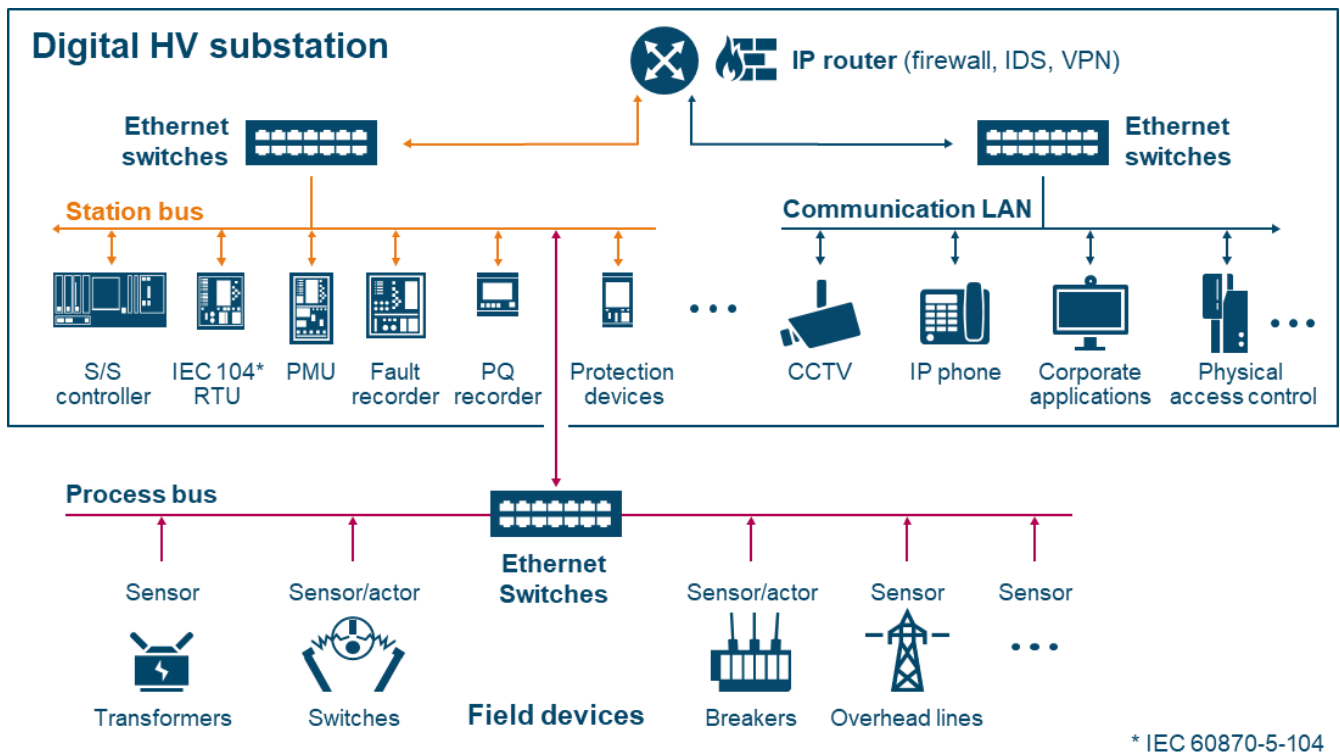 Digital HV substation
IP router (firewall, IDS, VPN)
Ethernet
switches
Ethernet
switches
Station bus
Communication LAN
S/S
controller
IEC 104*
RTU
PMU
Fault
recorder
PQ
recorder
Protection
devices
...
CCTV
IP phone
Corporate
applications
Physical
access control
...
Process bus
Ethernet
Switches
Sensor
Sensor/actor
Sensor/actor
Sensor
Sensor
...
Transformers
Switches
Field devices
Breakers
Overhead lines
* IEC 60870-5-104